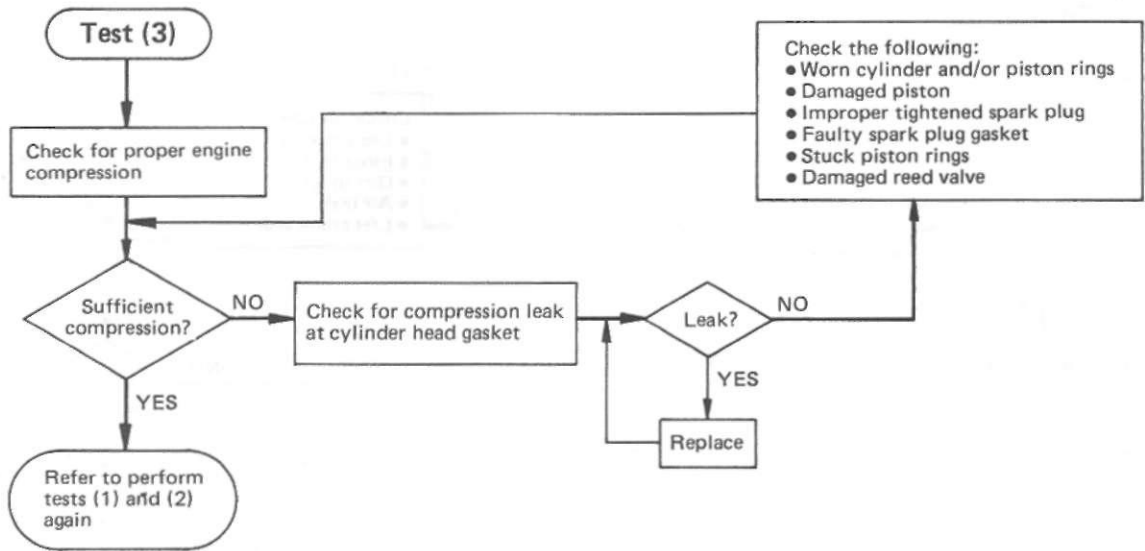 Test (3)
Check for proper engine
compression
Sufficient
compression?
NO
YES
Refer to perform
tests (1) and (2)
again
Check for compression leak
at cylinder head gasket
Leak?
NO
YES
Replace
Check the following:
● Worn cylinder and/or piston rings
● Damaged piston
● Improper tightened spark plug
● Faulty spark plug gasket
● Stuck piston rings
● Damaged reed valve